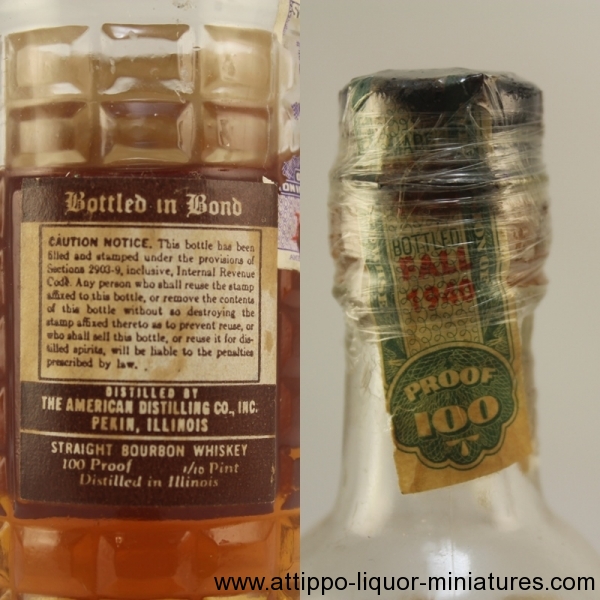 Bottled in Bond
CAUTION NOTICE. This bottle has been
filled and stamped under the provisions of
Sections 2903-9, inclusive, Internal Revenue
Code. Any person who shall reuse the stamp
affixed to this bottle, or remove the contents
of this bottle without so destroying the
stamp affixed thereto as to prevent reuse, or
who shall sell this bottle, or reuse it for dis-
tilled spirits, will be liable to the penalties
prescribed by law.
DISTILLED BY
THE AMERICAN DISTILLING CO., INC.
PEKIN, ILLINOIS
STRAIGHT BOURBON WHISKEY
100 Proof 1/10 Pint
Distilled in Illinois
BOTTLED
FALL
1940
PROOF
100
www.attippo-liquor-miniatures.com